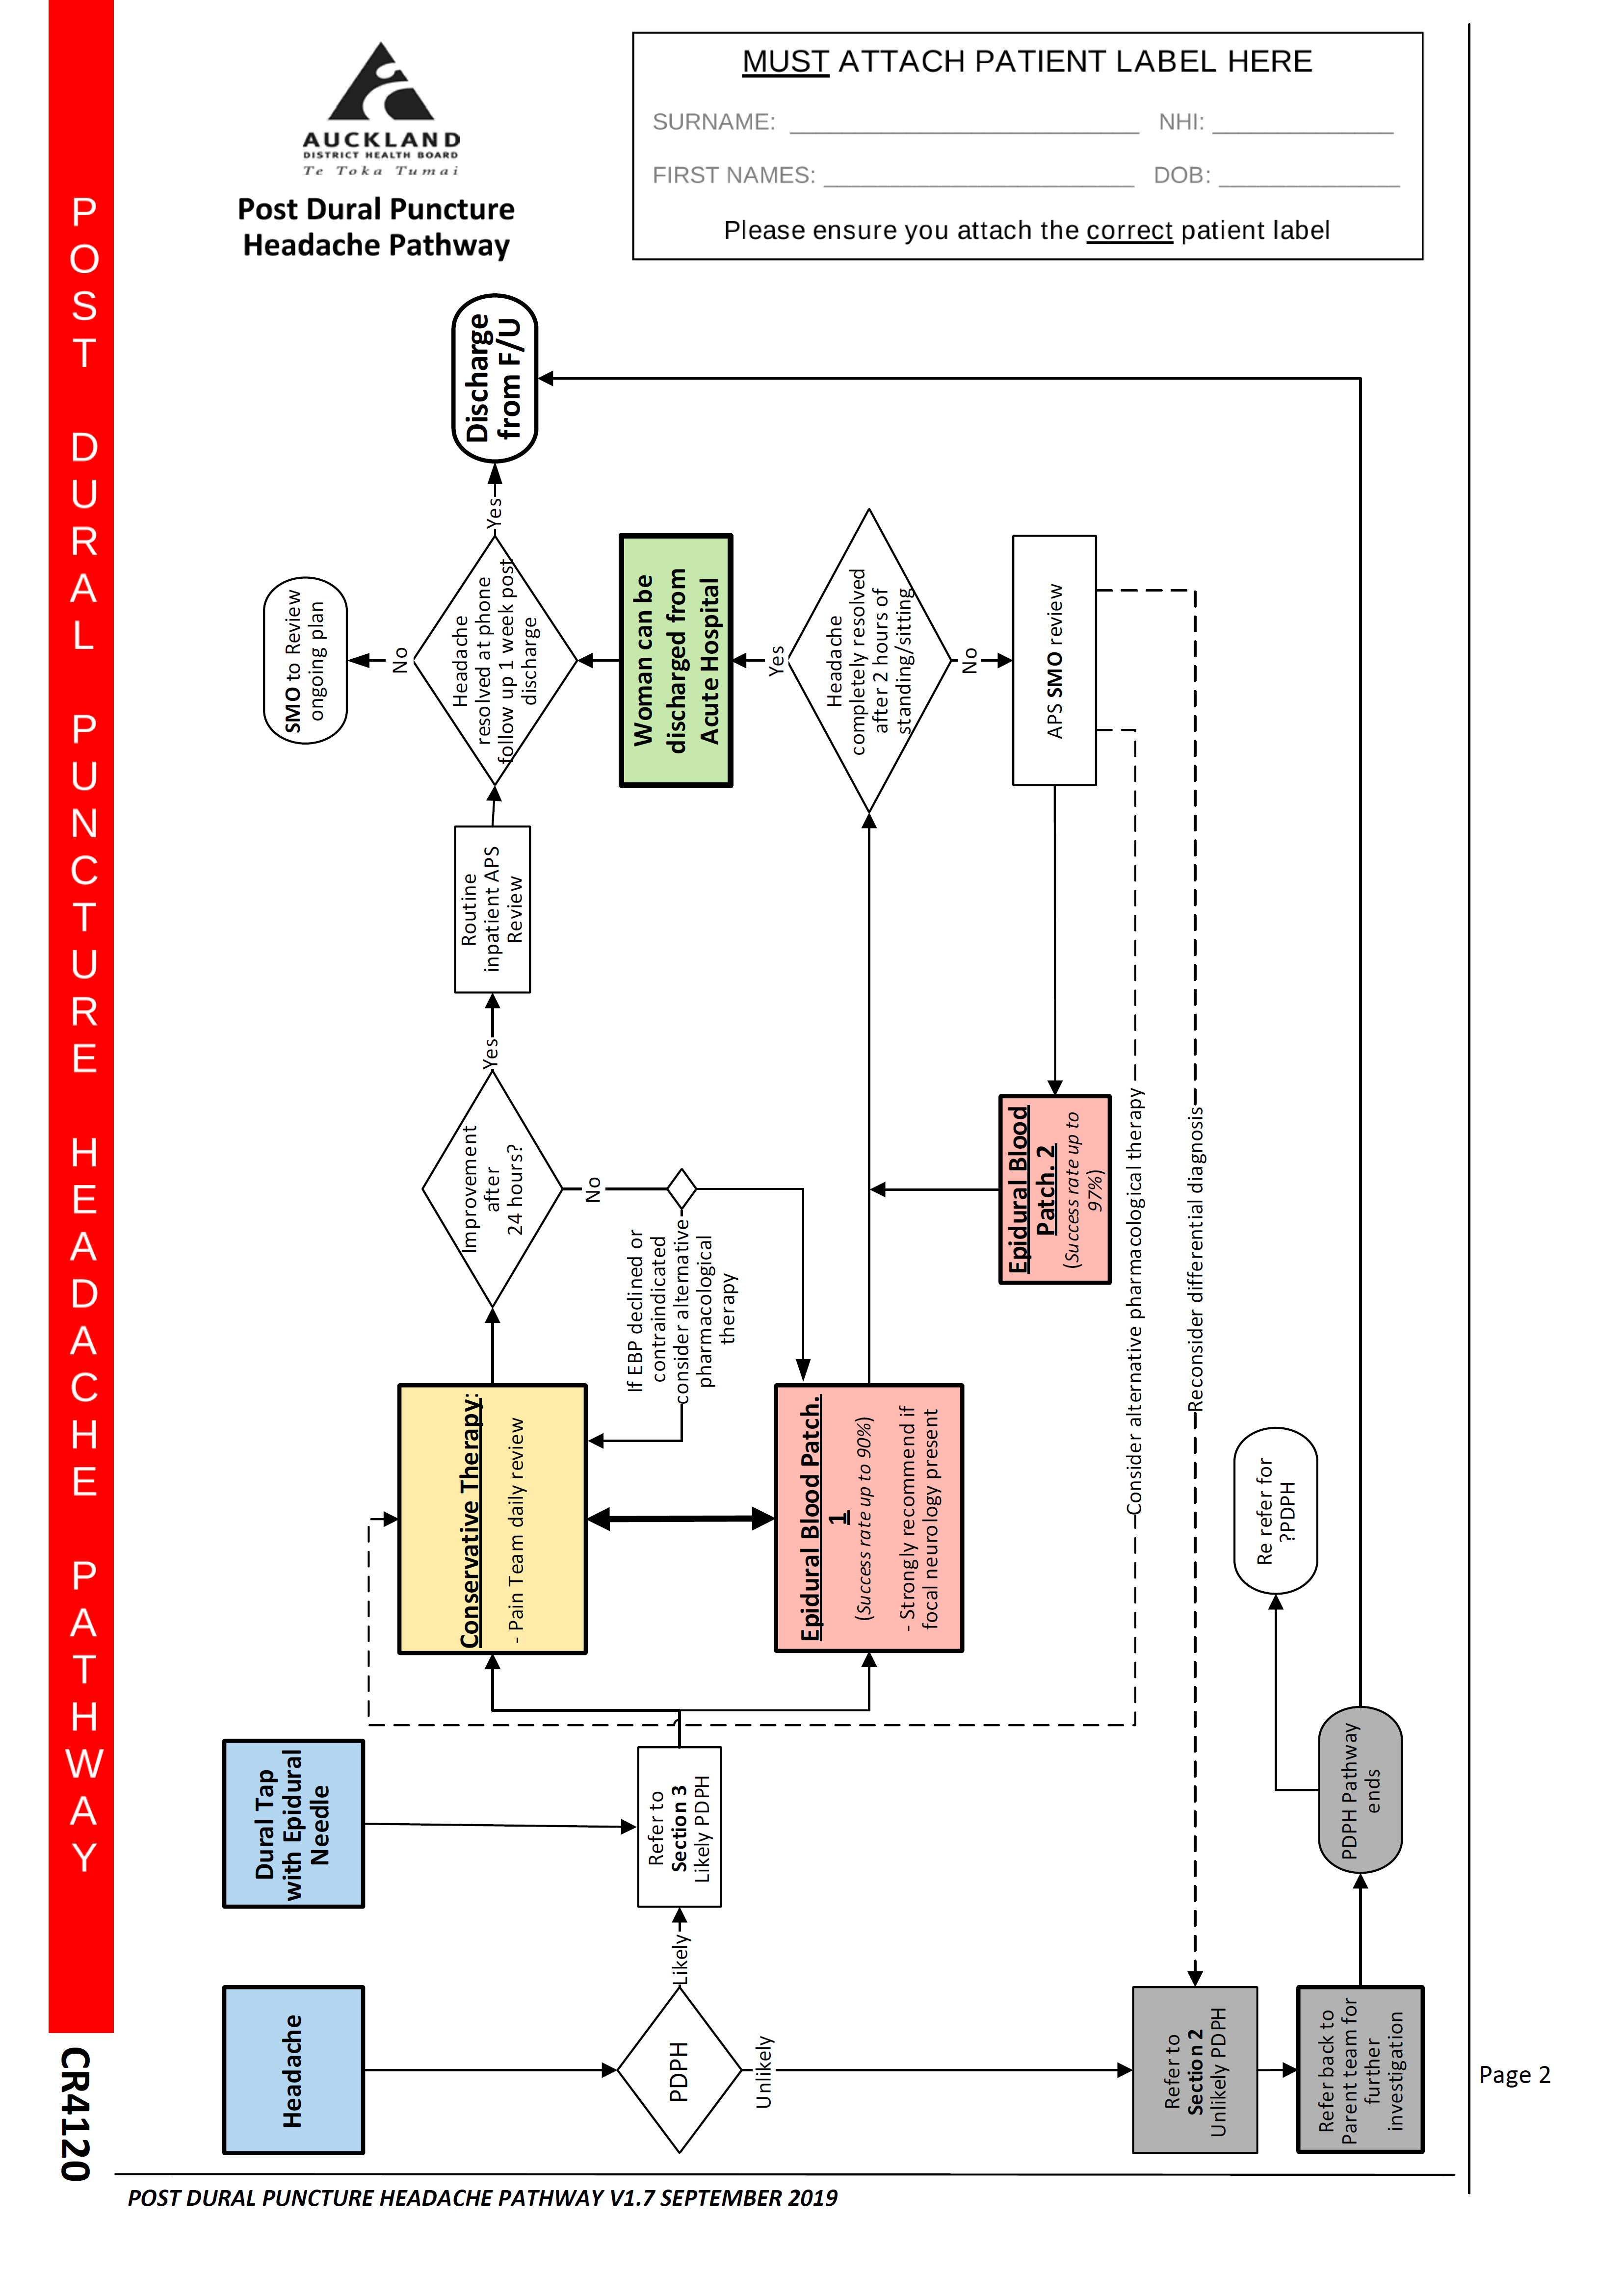 POST DURAL PUNCTURE HEADACHE PATHWAY
CR4120
AUCKLAND
DISTRICT HEALTH BOARD
Te Toka Tumai
Post Dural Puncture
Headache Pathway
MUST ATTACH PATIENT LABEL HERE
SURNAME: NHI:
FIRST NAMES: DOB:
Please ensure you attach the correct patient label
Headache
Dural Tap
with Epidural
Needle
PDPH
Likely
Unlikely
Refer to
Section 3
Likely PDPH
Conservative Therapy:
- Pain Team daily review
Epidural Blood Patch.
1
(Success rate up to 90%)
- Strongly recommend if
focal neurology present
Improvement
after
24 hours?
Yes
No
If EBP declined or
contraindicated
consider alternative
pharmacological
therapy
Routine
inpatient APS
Review
Headache
resolved at phone
follow up 1 week post
discharge
No
SMO to Review
ongoing plan
Yes
Discharge
from F/U
Woman can be
discharged from
Acute Hospital
Yes
Headache
completely resolved
after 2 hours of
standing/sitting
No
APS SMO review
Epidural Blood
Patch. 2
(Success rate up to
97%)
Consider alternative pharmacological therapy
Reconsider differential diagnosis
Refer to
Section 2
Unlikely PDPH
Refer back to
Parent team for
further
investigation
PDPH Pathway
ends
Re refer for
?PDPH
Page 2
POST DURAL PUNCTURE HEADACHE PATHWAY V1.7 SEPTEMBER 2019